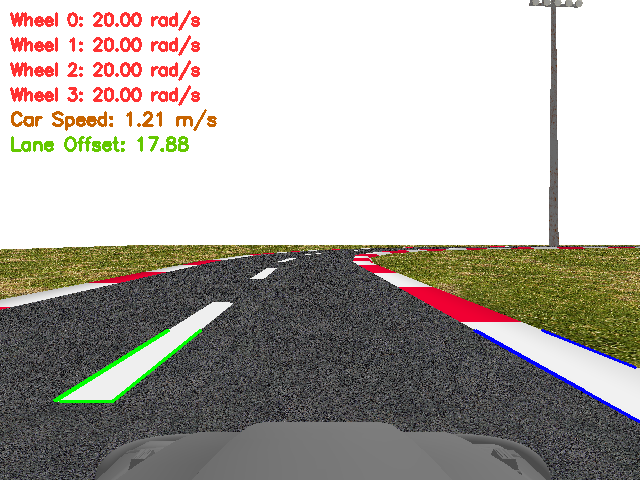 Wheel 0: 20.00 rad/s
Wheel 1: 20.00 rad/s
Wheel 2: 20.00 rad/s
Wheel 3: 20.00 rad/s
Car Speed: 1.21 m/s
Lane Offset: 17.88